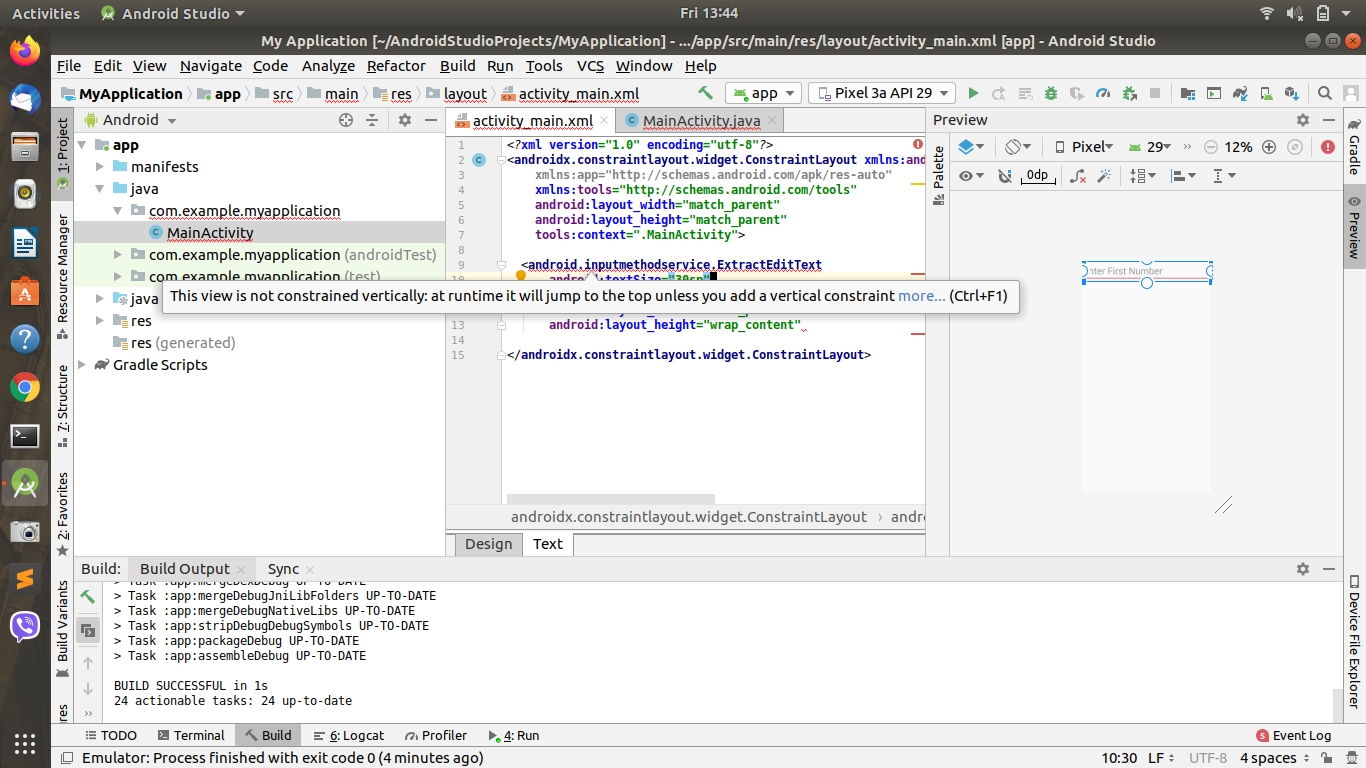 Activities
Android Studio
Fri 13:44
My Application [~/AndroidStudioProjects/MyApplication] - .../app/src/main/res/layout/activity_main.xml [app] - Android Studio
File Edit View Navigate Code Analyze Refactor Build Run Tools VCS Window Help
MyApplication app src main res layout activity_main.xml
app
Pixel 3a API 29
1: Project
Resource Manager
7: Structure
2: Favorites
Build Variants
Android
app
manifests
java
com.example.myapplication
MainActivity
com.example.myapplication (androidTest)
com.example.myapplication (test)
java
res
res (generated)
Gradle Scripts
activity_main.xml
MainActivity.java
1 <?xml version="1.0" encoding="utf-8"?>
2 <androidx.constraintlayout.widget.ConstraintLayout xmlns:and
3 xmlns:app="http://schemas.android.com/apk/res-auto"
4 xmlns:tools="http://schemas.android.com/tools"
5 android:layout_width="match_parent"
6 android:layout_height="match_parent"
7 tools:context=".MainActivity">
8
9 <android.inputmethodservice.ExtractEditText
10 android:textSize="30sp"
This view is not constrained vertically: at runtime it will jump to the top unless you add a vertical constraint more... (Ctrl+F1)
13 android:layout_height="wrap_content"
14
15 </androidx.constraintlayout.widget.ConstraintLayout>
androidx.constraintlayout.widget.ConstraintLayout › andro
Design Text
Preview
Palette
Pixel
29
12%
0dp
Enter First Number
Gradle
Preview
Device File Explorer
Build: Build Output Sync
> Task :app:mergeDexDebug UP-TO-DATE
> Task :app:mergeDebugJniLibFolders UP-TO-DATE
> Task :app:mergeDebugNativeLibs UP-TO-DATE
> Task :app:stripDebugDebugSymbols UP-TO-DATE
> Task :app:packageDebug UP-TO-DATE
> Task :app:assembleDebug UP-TO-DATE
BUILD SUCCESSFUL in 1s
24 actionable tasks: 24 up-to-date
TODO Terminal Build 6: Logcat Profiler 4: Run
5 Event Log
Emulator: Process finished with exit code 0 (4 minutes ago)
10:30 LF UTF-8 4 spaces